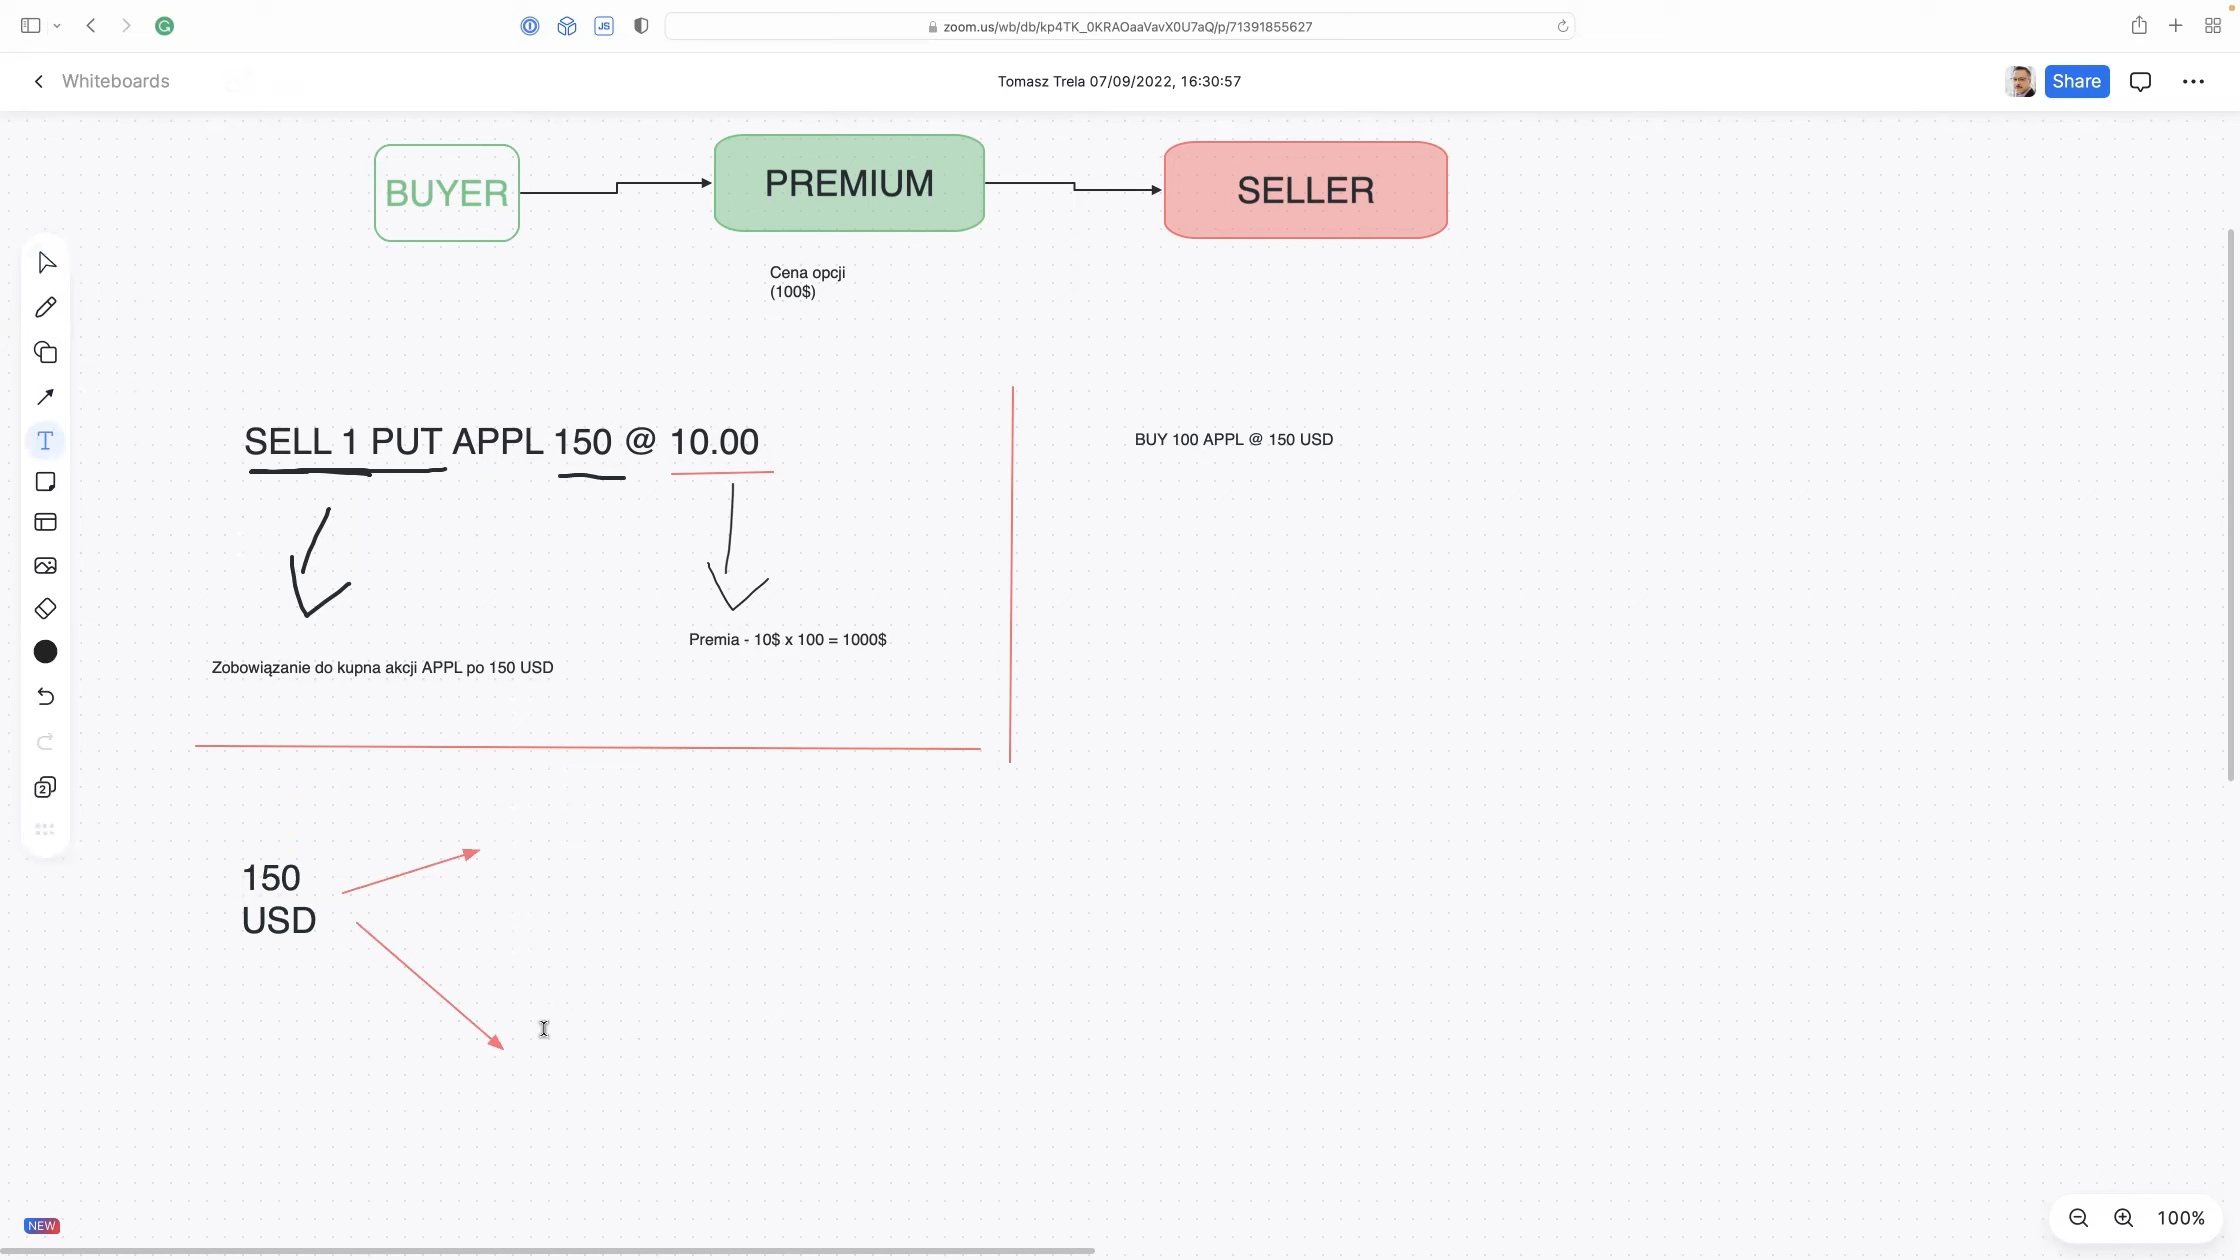 JS
zoom.us/wb/db/kp4TK_0KRAOaaVavX0U7aQ/p/71391855627
Whiteboards
Tomasz Trela 07/09/2022, 16:30:57
Share
BUYER
PREMIUM
SELLER
Cena opcji
(100$)
SELL 1 PUT APPL 150 @ 10.00
BUY 100 APPL @ 150 USD
Premia - 10$ x 100 = 1000$
Zobowiązanie do kupna akcji APPL po 150 USD
T
2
150
USD
NEW
100%